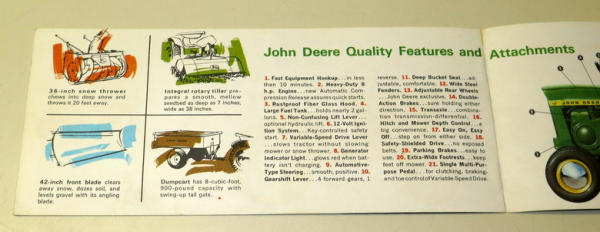 John Deere Quality Features and Attachments
36-inch snow thrower
chews into deep snow and
throws it 20 feet away.
Integral rotary tiller pre-
pares a smooth, mellow
seedbed as deep as 7 inches,
wide as 38 inches.
42-inch front blade clears
away snow, dozes soil, and
levels gravel with its angling
blade.
Dumpcart has 8-cubic-foot,
900-pound capacity with
swing-up tail gate.
1. Fast Equipment Hookup...in less
than 10 minutes. 2. Heavy-Duty 8
h.p. Engine...new Automatic Com-
pression Release assures quick starts.
3. Rustproof Fiber Glass Hood. 4.
Large Fuel Tank...holds nearly 2 gal-
lons. 5. Non-Confusing Lift Lever...
optional hydraulic lift. 6. 12-Volt Igni-
tion System...Key-controlled safety
start. 7. Variable-Speed Drive Lever
...slows tractor without slowing
mower or snow thrower. 8. Generator
Indicator Light...glows red when bat-
tery isn't charging. 9. Automotive-
Type Steering...smooth, positive. 10.
Gearshift Lever...4 forward gears, 1
reverse. 11. Deep Bucket Seat...ad-
justable, comfortable. 12. Wide Steel
Fenders. 13. Adjustable Rear Wheels
...John Deere exclusive. 14. Double-
Action Brakes...sure holding either
direction. 15. Transaxle...combina-
tion transmission-differential. 16.
Hitch and Mower Depth Control...a
big convenience. 17. Easy On, Easy
Off...step on from either side. 18.
Safety-Shielded Drive...no exposed
belts. 19. Parking Brakes...easy to
use. 20. Extra-Wide Footrests...keep
feet off mower. 21. Single Multi-Pur-
pose Pedal...for clutching, braking,
and toe control of Variable-Speed Drive.
JOHN DEERE